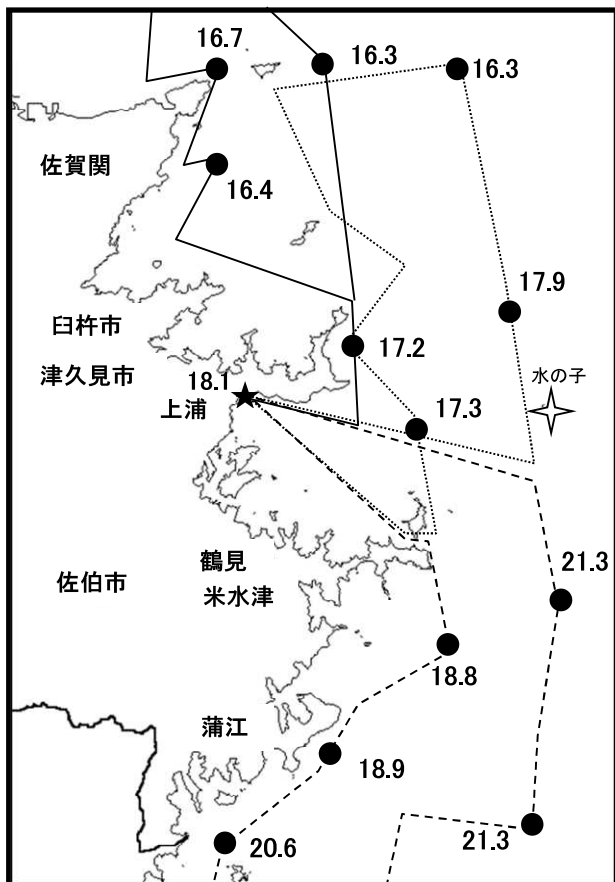 16.7
16.3
16.3
佐賀関
16.4
17.9
臼杵市
17.2
津久見市
18.1
水の子
上浦
17.3
鶴見
21.3
佐伯市
米水津
18.8
蒲江
18.9
21.3
20.6